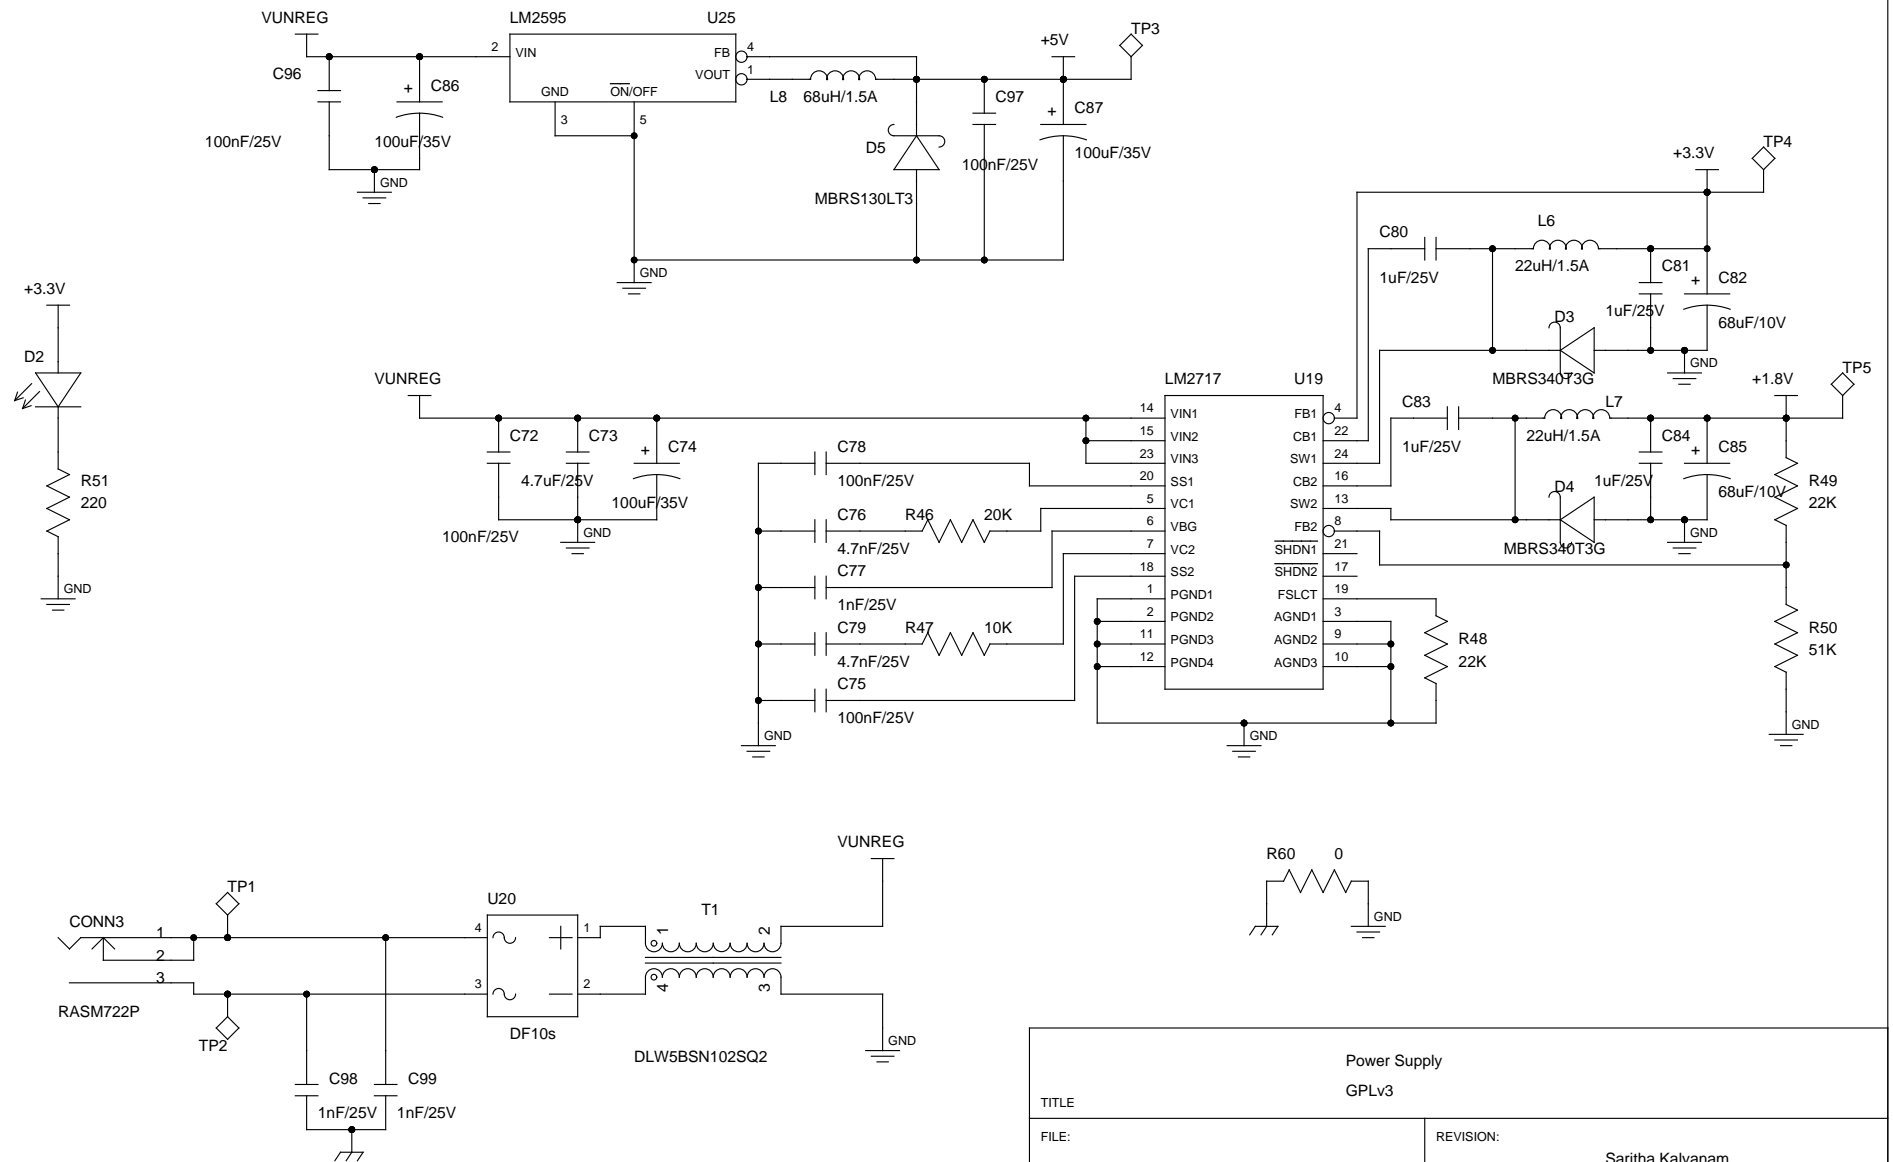 VUNREG
LM2595
U25
2
VIN
FB
4
VOUT
1
GND
ON/OFF
3
5
C96
100nF/25V
+
C86
100uF/35V
GND
L8
68uH/1.5A
D5
MBRS130LT3
C97
100nF/25V
+5V
+
C87
100uF/35V
TP3
GND
+3.3V
D2
R51
220
GND
VUNREG
C72
100nF/25V
C73
4.7uF/25V
+
C74
100uF/35V
GND
C78
100nF/25V
C76
4.7nF/25V
R46
20K
C77
1nF/25V
C79
4.7nF/25V
R47
10K
C75
100nF/25V
GND
LM2717
U19
14
VIN1
FB1
4
15
VIN2
CB1
22
23
VIN3
SW1
24
20
SS1
CB2
16
5
VC1
SW2
13
6
VBG
FB2
8
7
VC2
SHDN1
21
18
SS2
SHDN2
17
1
PGND1
FSLCT
19
2
PGND2
AGND1
3
11
PGND3
AGND2
9
12
PGND4
AGND3
10
GND
R48
22K
+3.3V
TP4
C80
1uF/25V
L6
22uH/1.5A
C81
1uF/25V
+
C82
68uF/10V
D3
MBRS340T3G
GND
+1.8V
TP5
C83
1uF/25V
L7
22uH/1.5A
C84
1uF/25V
+
C85
68uF/10V
D4
MBRS340T3G
GND
R49
22K
R50
51K
GND
CONN3
1
2
3
RASM722P
TP1
TP2
C98
1nF/25V
C99
1nF/25V
U20
4
1
3
2
DF10s
T1
1
2
4
3
DLW5BSN102SQ2
VUNREG
GND
R60
0
GND
Power Supply
GPLv3
TITLE
FILE:
REVISION:
Saritha Kalyanam